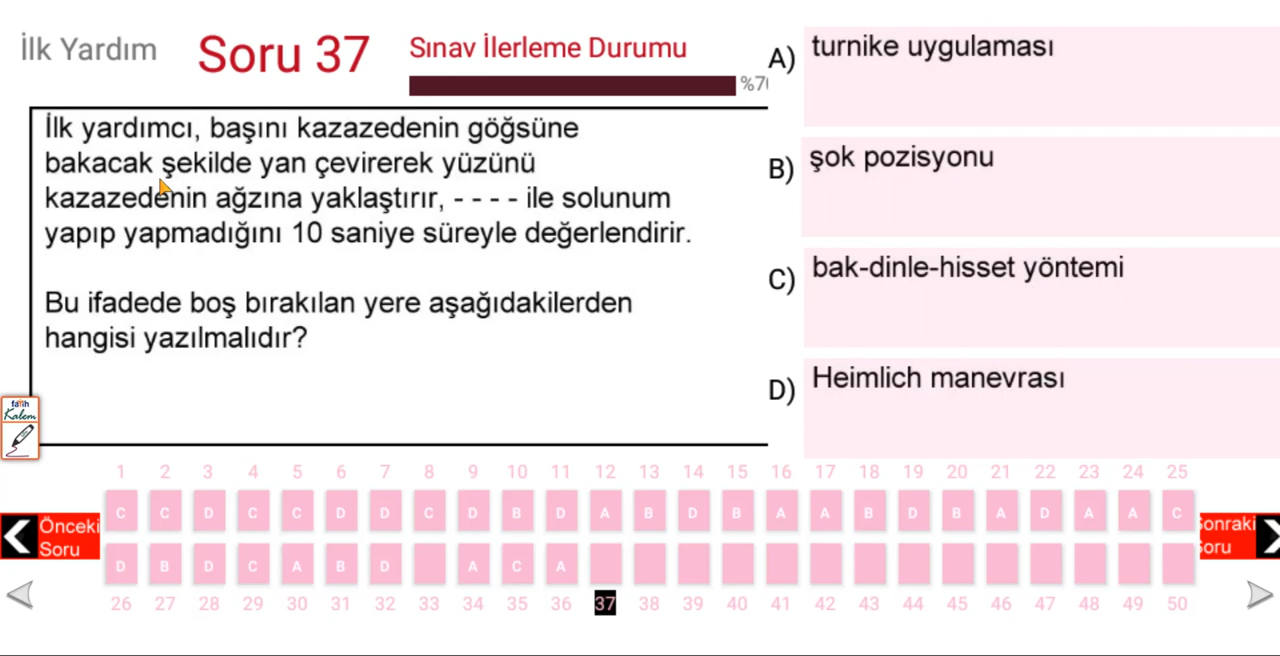 İlk Yardım
Soru 37
Sınav İlerleme Durumu
İlk yardımcı, başını kazazedenin göğsüne
bakacak şekilde yan çevirerek yüzünü
kazazedenin ağzına yaklaştırır, - - - - ile solunum
yapıp yapmadığını 10 saniye süreyle değerlendirir.
Bu ifadede boş bırakılan yere aşağıdakilerden
hangisi yazılmalıdır?
A) turnike uygulaması
B) şok pozisyonu
C) bak-dinle-hisset yöntemi
D) Heimlich manevrası
fatih
Kalem
1 2 3 4 5 6 7 8 9 10 11 12 13 14 15 16 17 18 19 20 21 22 23 24 25
C C D C C D D C D B D A B D B A A B D B A D A A C
Önceki
Soru
Sonraki
Soru
D B D C A B D A C A
26 27 28 29 30 31 32 33 34 35 36 37 38 39 40 41 42 43 44 45 46 47 48 49 50